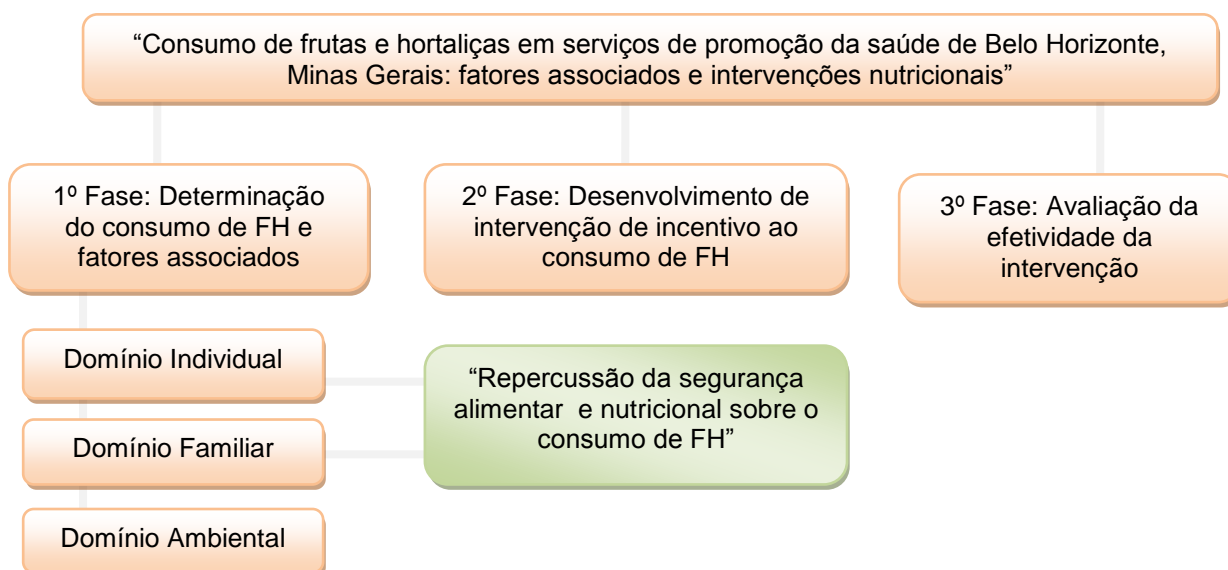 “Consumo de frutas e hortaliças em serviços de promoção da saúde de Belo Horizonte,
Minas Gerais: fatores associados e intervenções nutricionais”
1º Fase: Determinação
do consumo de FH e
fatores associados
2º Fase: Desenvolvimento de
intervenção de incentivo ao
consumo de FH
3º Fase: Avaliação da
efetividade da
intervenção
Domínio Individual
Domínio Familiar
Domínio Ambiental
“Repercussão da segurança
alimentar e nutricional sobre o
consumo de FH”